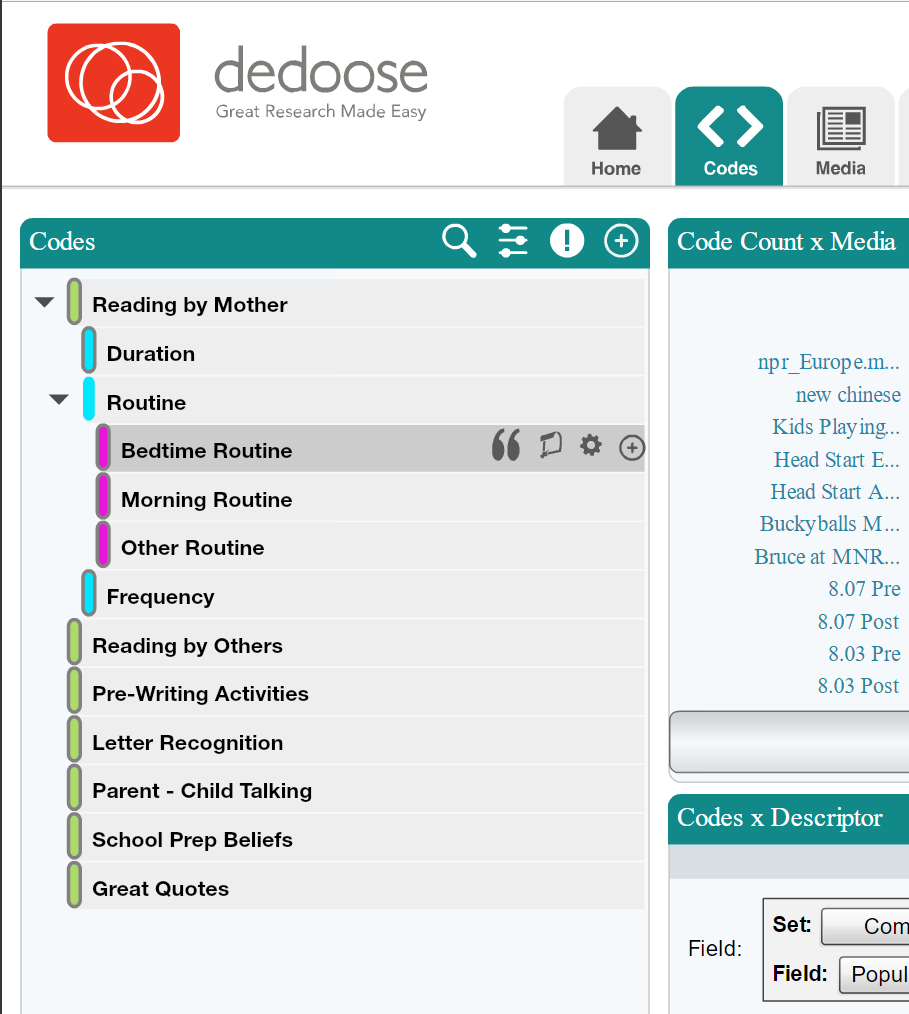 dedoose
Great Research Made Easy
Home
Codes
Media
Codes
Reading by Mother
Duration
Routine
Bedtime Routine
Morning Routine
Other Routine
Frequency
Reading by Others
Pre-Writing Activities
Letter Recognition
Parent - Child Talking
School Prep Beliefs
Great Quotes
Code Count x Media
npr_Europe.m...
new chinese
Kids Playing...
Head Start E...
Head Start A...
Buckyballs M...
Bruce at MNR...
8.07 Pre
8.07 Post
8.03 Pre
8.03 Post
Codes x Descriptor
Field:
Set: Com
Field: Popul